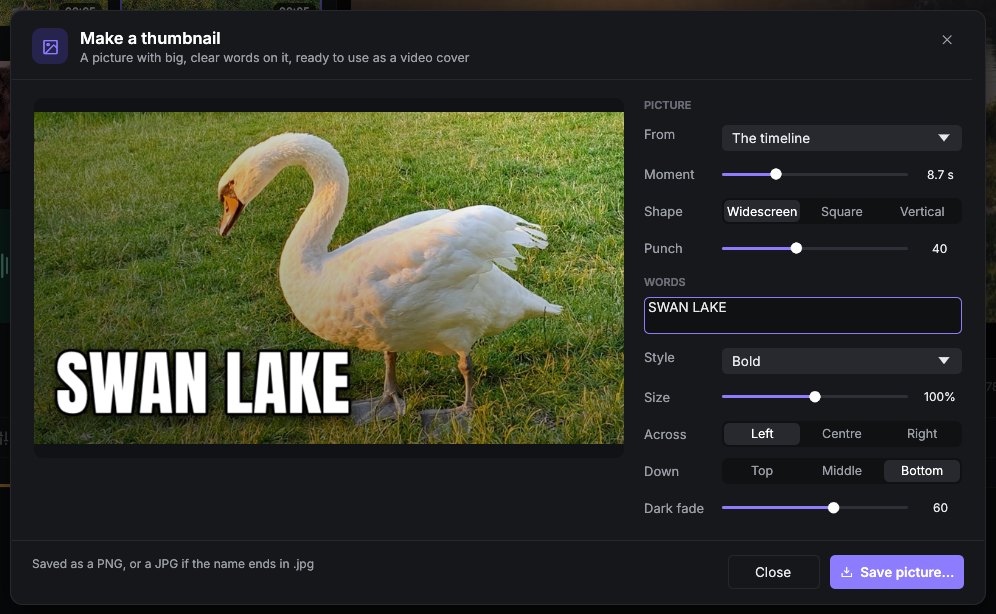 Make a thumbnail
A picture with big, clear words on it, ready to use as a video cover
SWAN LAKE
PICTURE
From
The timeline
Moment
8.7 s
Shape
Widescreen
Square
Vertical
Punch
40
WORDS
SWAN LAKE
Style
Bold
Size
100%
Across
Left
Centre
Right
Down
Top
Middle
Bottom
Dark fade
60
Saved as a PNG, or a JPG if the name ends in .jpg
Close
Save picture...